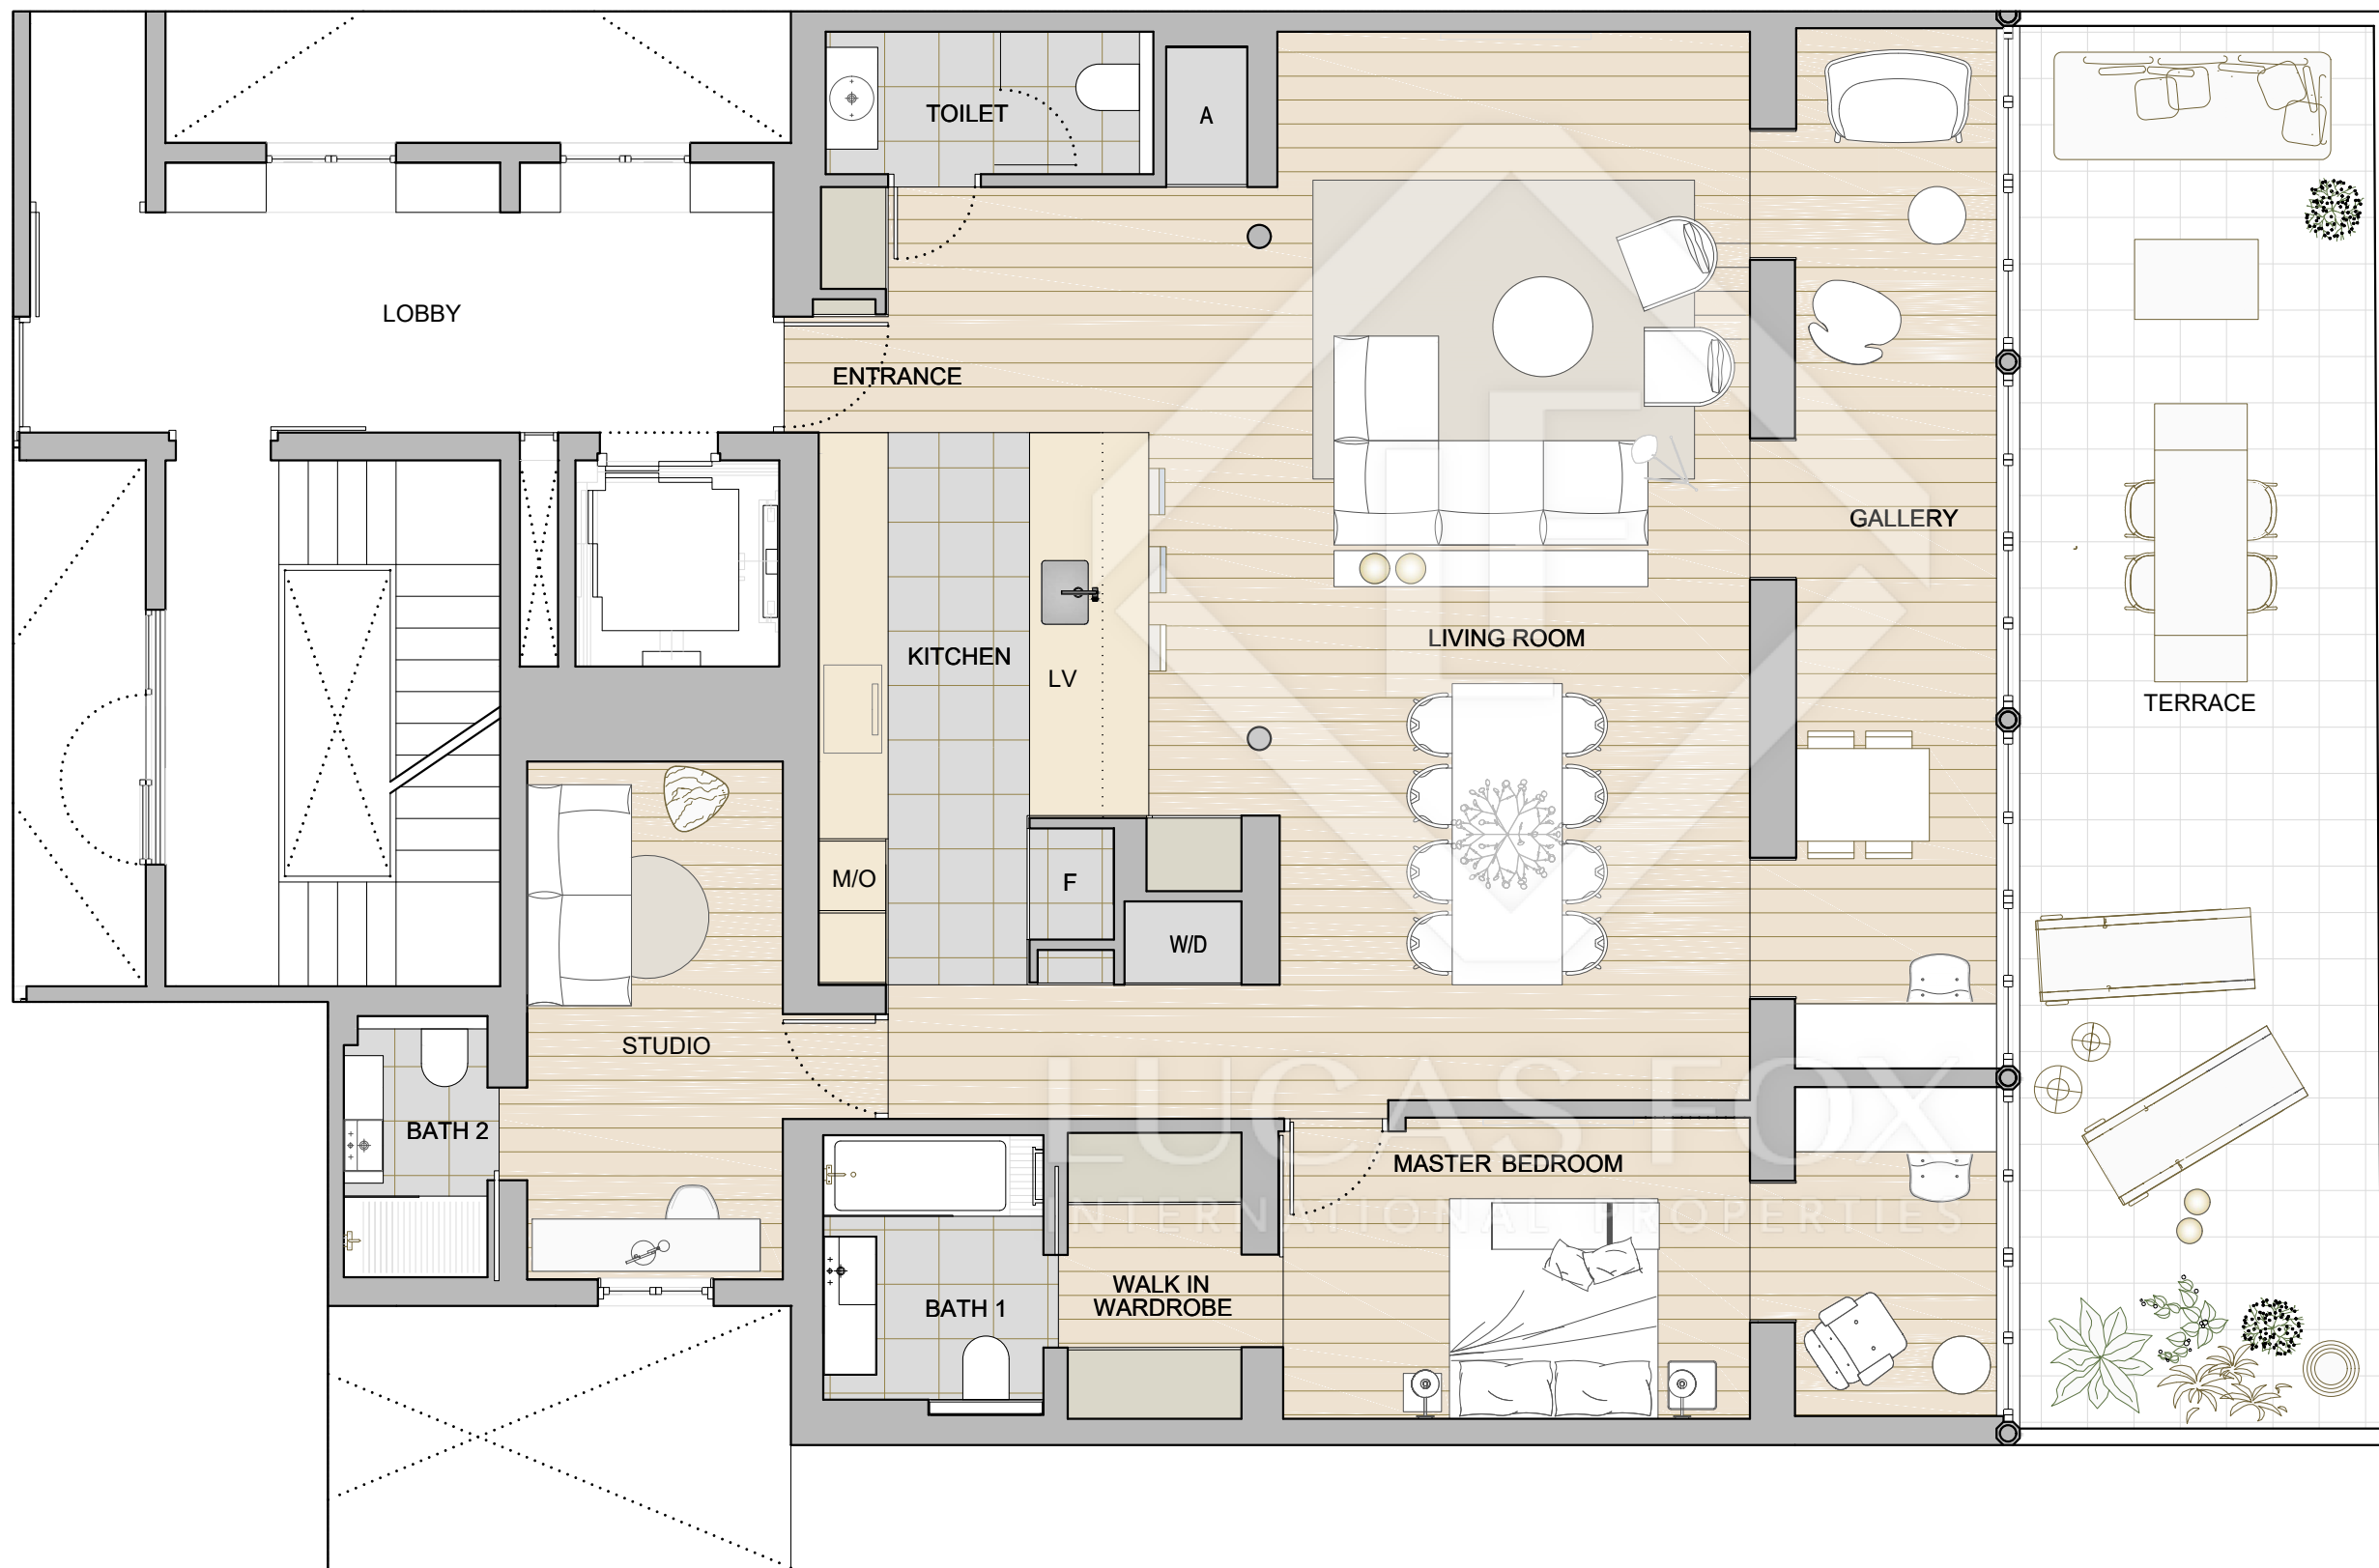 TOILET
A
LOBBY
ENTRANCE
GALLERY
LIVING ROOM
KITCHEN
LV
TERRACE
M/O
F
W/D
STUDIO
BATH 2
LUCAS FOX
MASTER BEDROOM
INTERNATIONAL PROPERTIES
WALK IN
WARDROBE
BATH 1